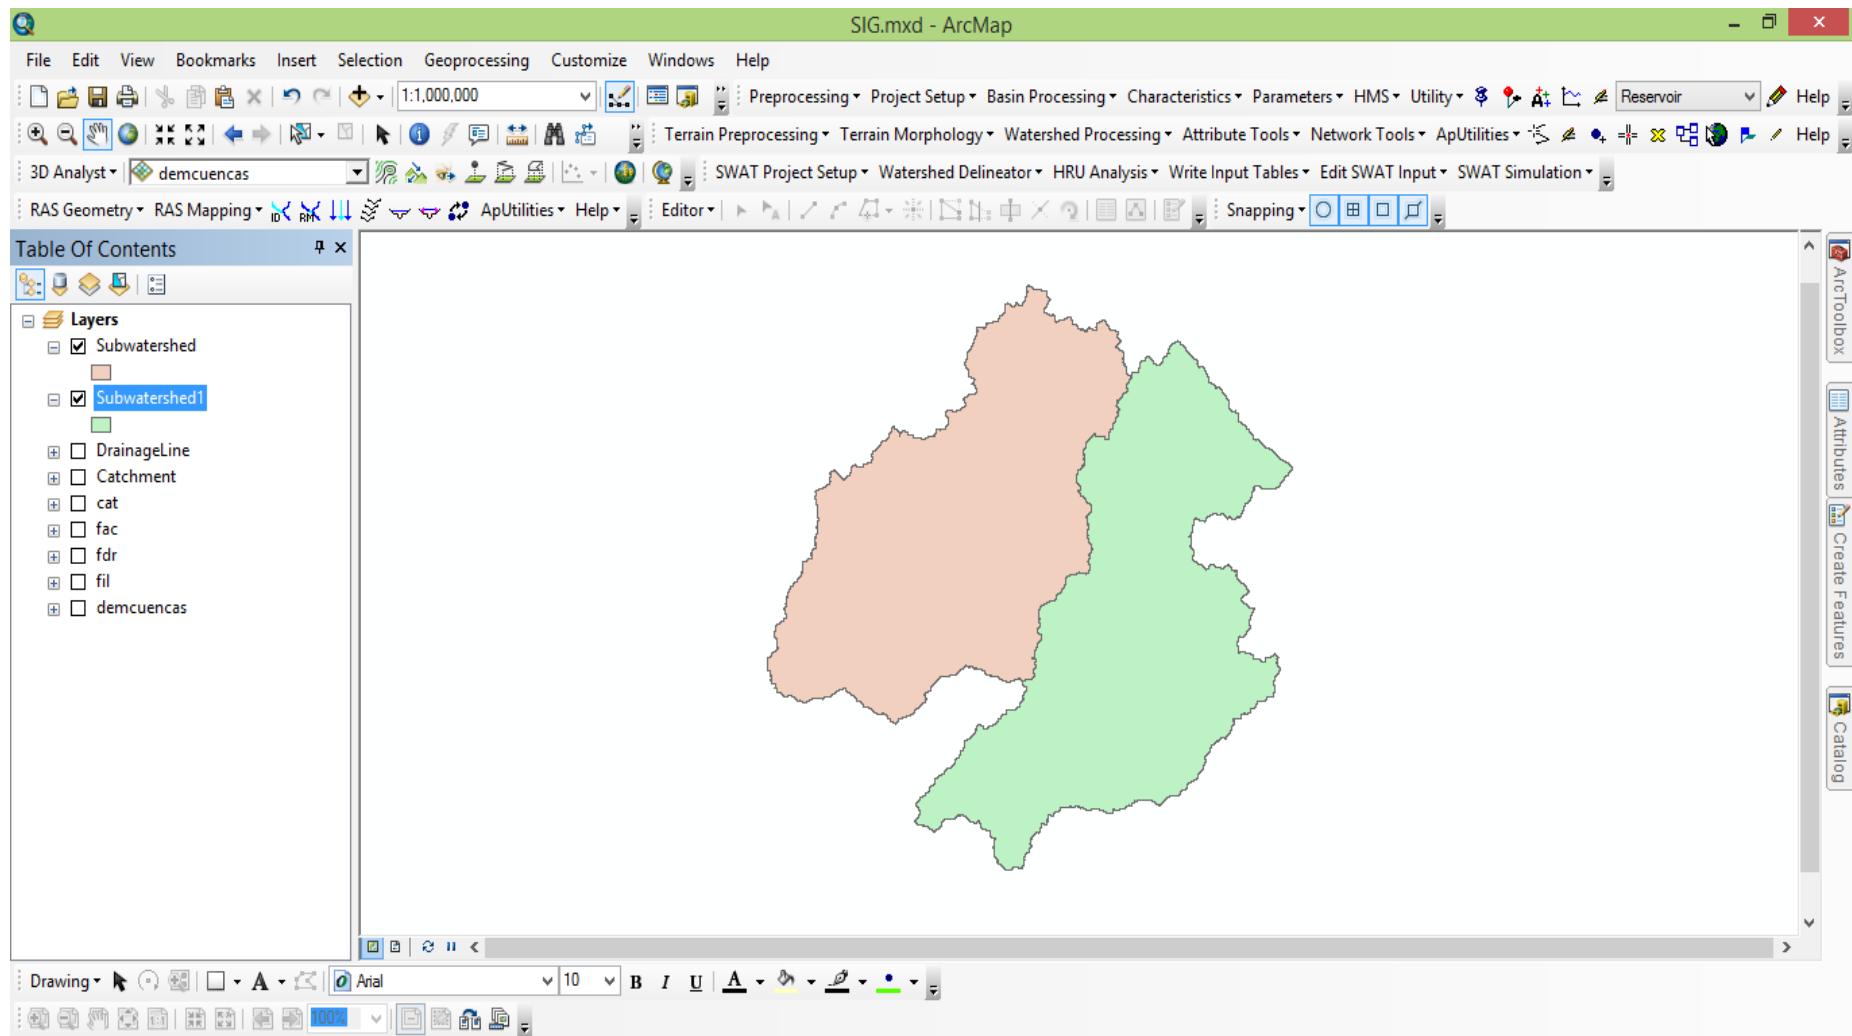 SIG.mxd - ArcMap
File Edit View Bookmarks Insert Selection Geoprocessing Customize Windows Help
1:1,000,000 Preprocessing Project Setup Basin Processing Characteristics Parameters HMS Utility Reservoir Help
Terrain Preprocessing Terrain Morphology Watershed Processing Attribute Tools Network Tools ApUtilities Help
3D Analyst demcuencas SWAT Project Setup Watershed Delineator HRU Analysis Write Input Tables Edit SWAT Input SWAT Simulation
RAS Geometry RAS Mapping ID RM ApUtilities Help Editor Snapping
Table Of Contents
Layers
Subwatershed
Subwatershed1
DrainageLine
Catchment
cat
fac
fdr
fil
demcuencas
ArcToolbox
Attributes
Create Features
Catalog
Drawing A Arial 10 B I U A
100%